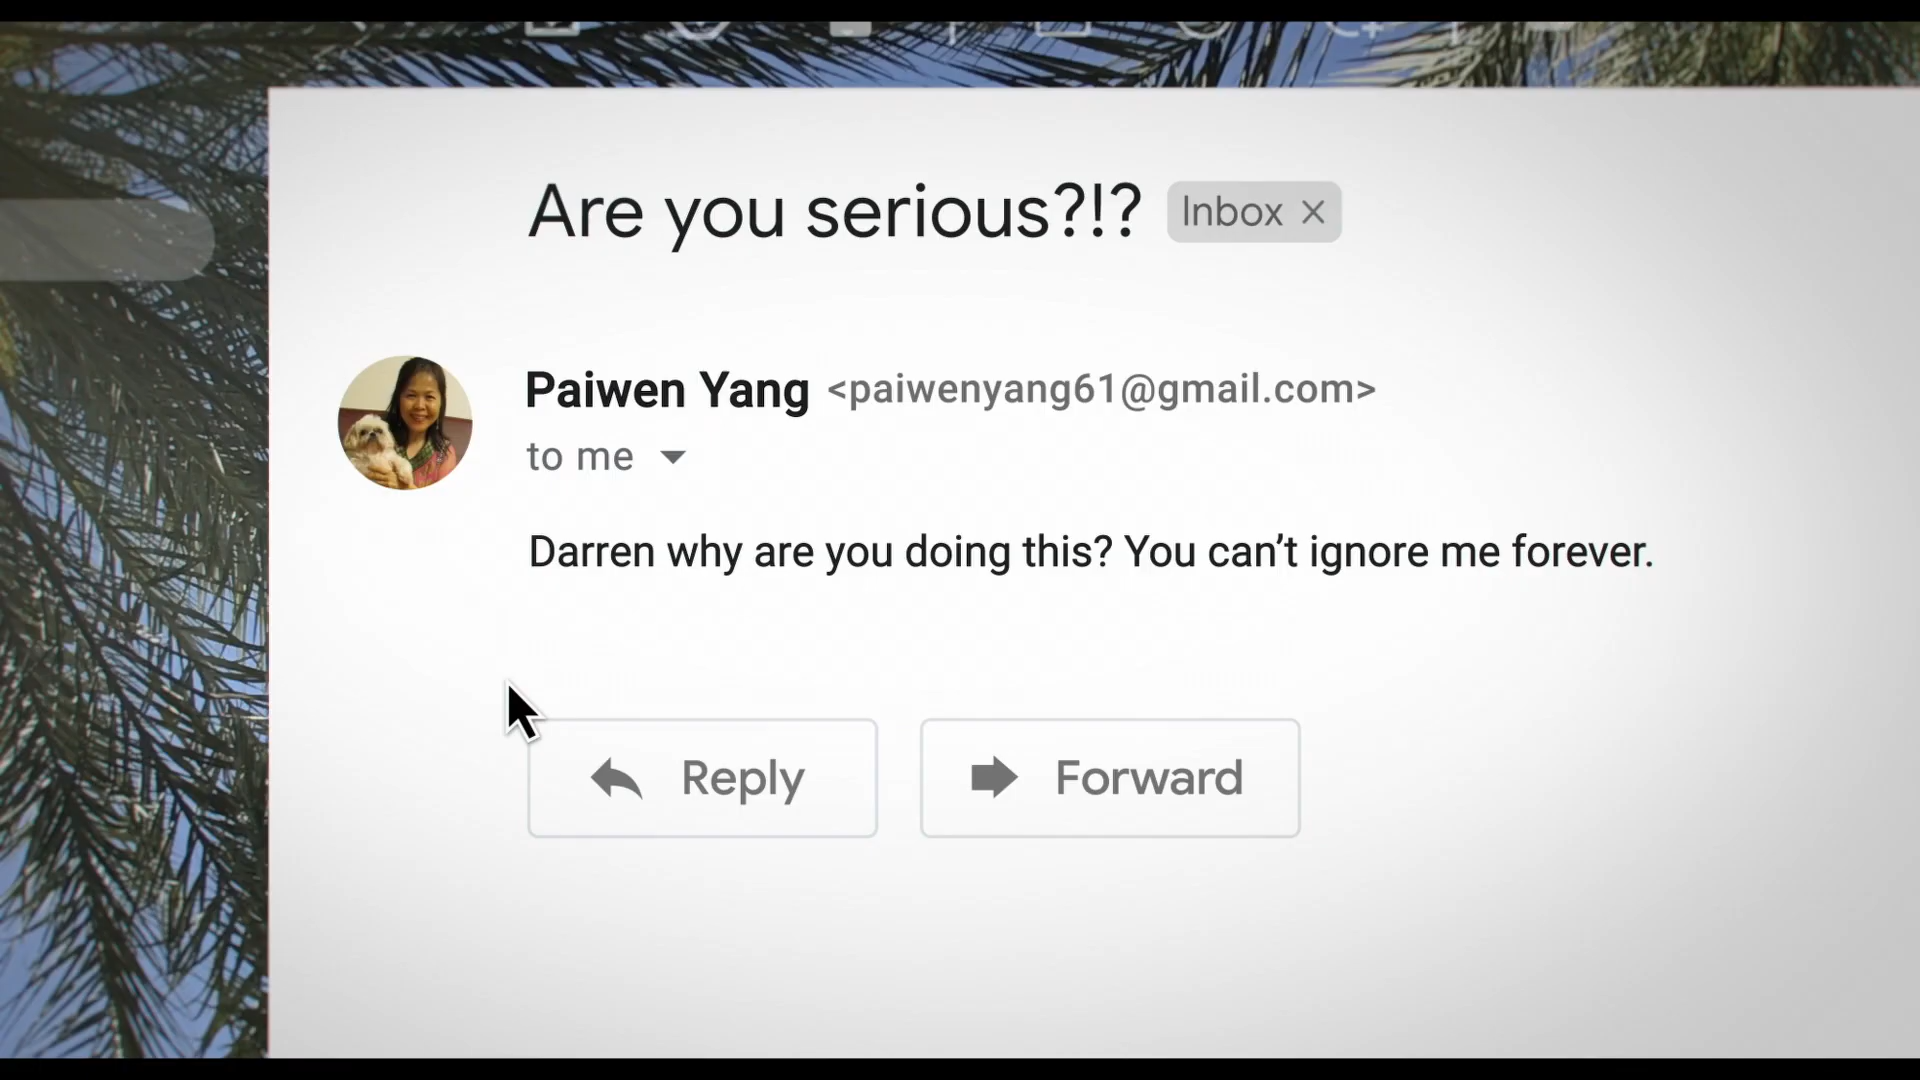 Are you serious?!? Inbox ×
Paiwen Yang <paiwenyang61@gmail.com>
to me
Darren why are you doing this? You can’t ignore me forever.
Reply
Forward